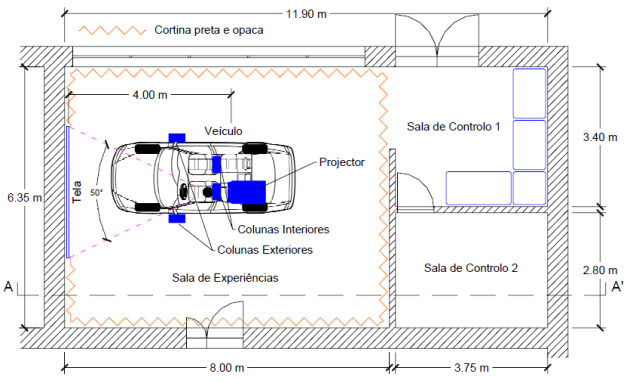 11.90 m
Cortina preta e opaca
4.00 m
Veículo
Sala de Controlo 1
3.40 m
Projector
6.35 m
Tela
50°
Colunas Interiores
Colunas Exteriores
Sala de Experiências
Sala de Controlo 2
2.80 m
A
A'
8.00 m
3.75 m